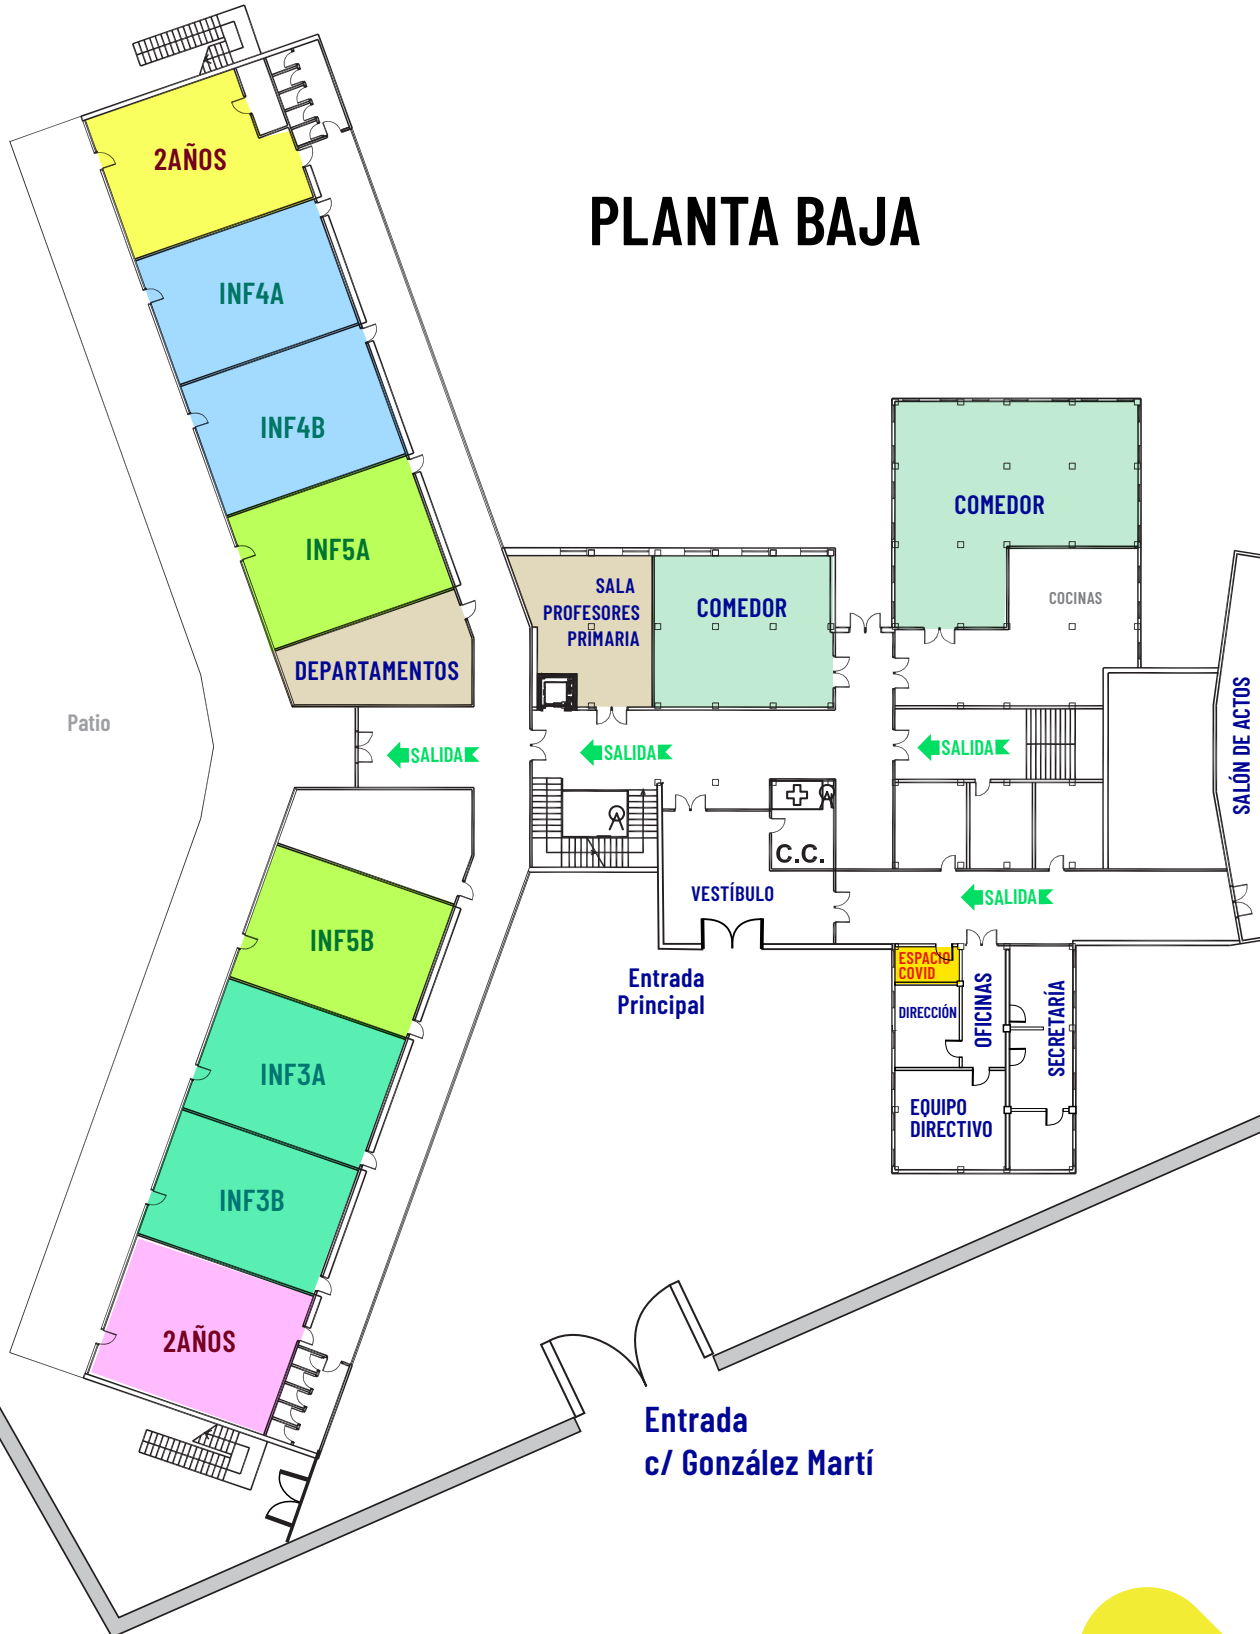 PLANTA BAJA
2AÑOS
INF4A
INF4B
INF5A
DEPARTAMENTOS
SALA
PROFESORES
PRIMARIA
COMEDOR
COMEDOR
COCINAS
Patio
SALIDA
SALIDA
SALIDA
SALÓN DE ACTOS
C.C.
VESTÍBULO
SALIDA
Entrada
Principal
ESPACIO
COVID
DIRECCIÓN
OFICINAS
SECRETARÍA
EQUIPO
DIRECTIVO
INF5B
INF3A
INF3B
2AÑOS
Entrada
c/ González Martí